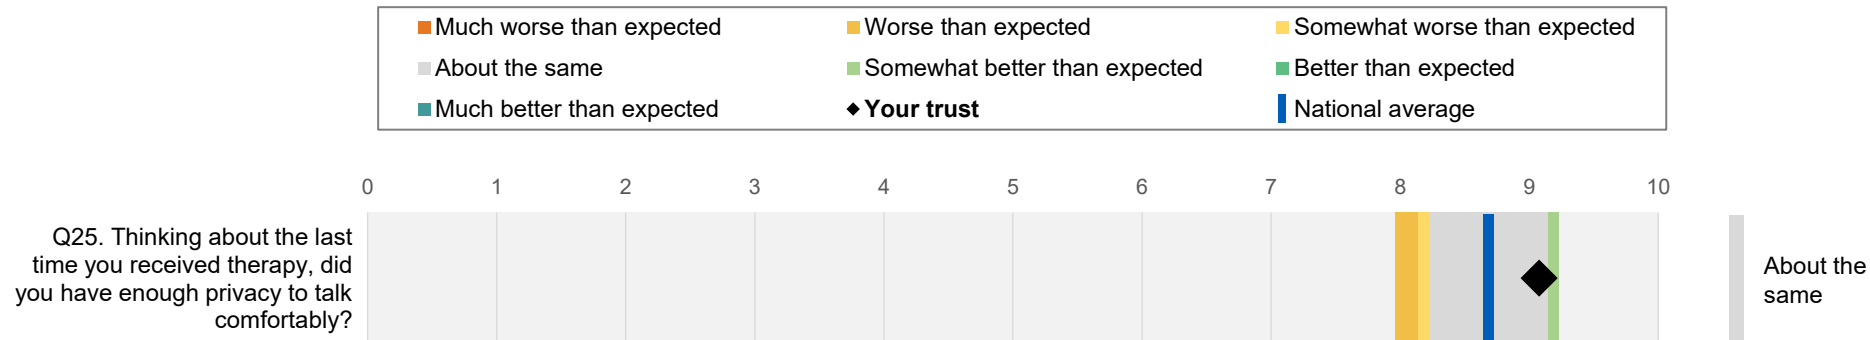 Much worse than expected
Worse than expected
Somewhat worse than expected
About the same
Somewhat better than expected
Better than expected
Much better than expected
Your trust
National average
0 1 2 3 4 5 6 7 8 9 10
Q25. Thinking about the last
time you received therapy, did
you have enough privacy to talk
comfortably?
About the
same